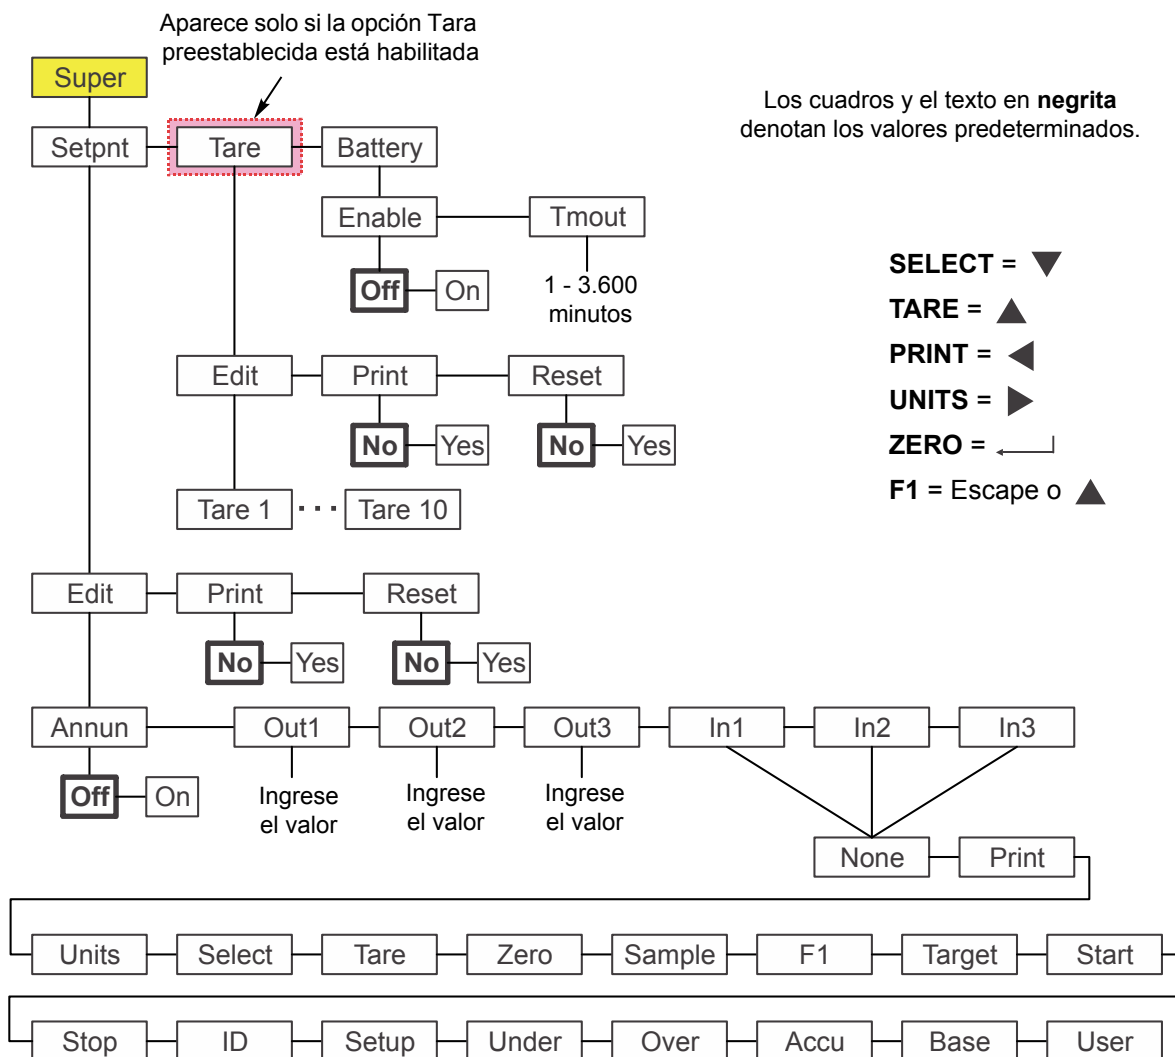 Aparece solo si la opción Tara
preestablecida está habilitada
Super
Los cuadros y el texto en negrita
denotan los valores predeterminados.
Setpnt
Tare
Battery
Enable
Tmout
Off
On
1 - 3.600
minutos
SELECT = ▼
TARE = ▲
PRINT = ◀
UNITS = ▶
ZERO = ↵
F1 = Escape o ▲
Edit
Print
Reset
No
Yes
No
Yes
Tare 1
. . .
Tare 10
Edit
Print
Reset
No
Yes
No
Yes
Annun
Out1
Out2
Out3
In1
In2
In3
Off
On
Ingrese
el valor
Ingrese
el valor
Ingrese
el valor
None
Print
Units
Select
Tare
Zero
Sample
F1
Target
Start
Stop
ID
Setup
Under
Over
Accu
Base
User